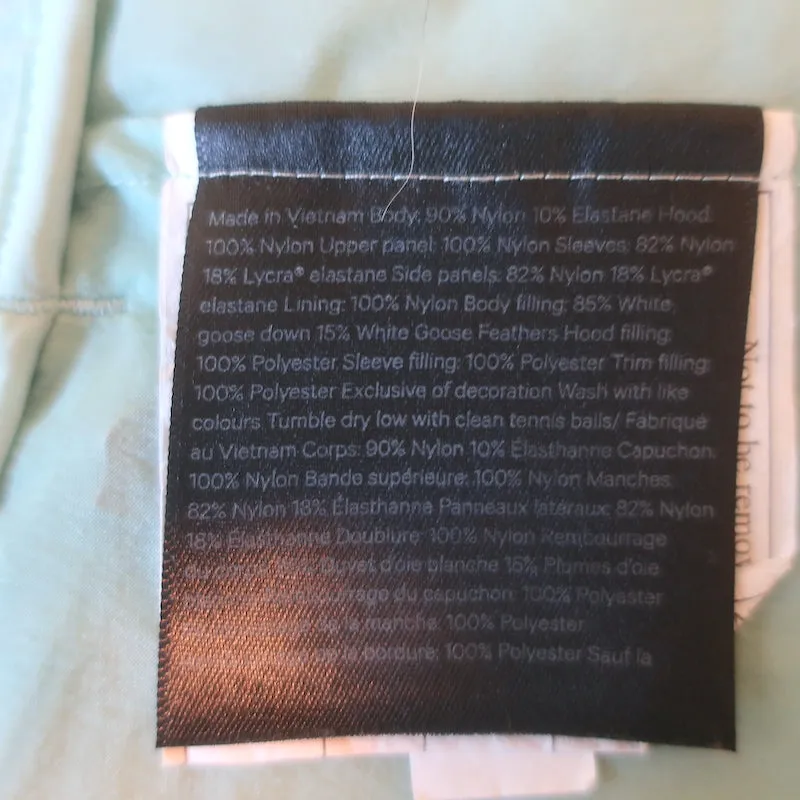 Made in Vietnam Body: 90% Nylon 10% Elastane Hood:
100% Nylon Upper panel: 100% Nylon Sleeves: 82% Nylon
18% Lycra® elastane Side panels: 82% Nylon 18% Lycra®
elastane Lining: 100% Nylon Body filling: 85% White
goose down 15% White Goose Feathers Hood filling:
100% Polyester Sleeve filling: 100% Polyester Trim filling:
100% Polyester Exclusive of decoration Wash with like
colours Tumble dry low with clean tennis balls/ Fabriqué
au Vietnam Corps: 90% Nylon 10% Élasthanne Capuchon:
100% Nylon Bande supérieure: 100% Nylon Manches:
82% Nylon 18% Élasthanne Panneaux latéraux: 82% Nylon
18% Élasthanne Doublure: 100% Nylon Rembourrage
Duvet d'oie blanche 15% Plumes d'oie
du capuchon: 100% Polyester
de la manche: 100% Polyester
de la bordure: 100% Polyester Sauf la
Not to be